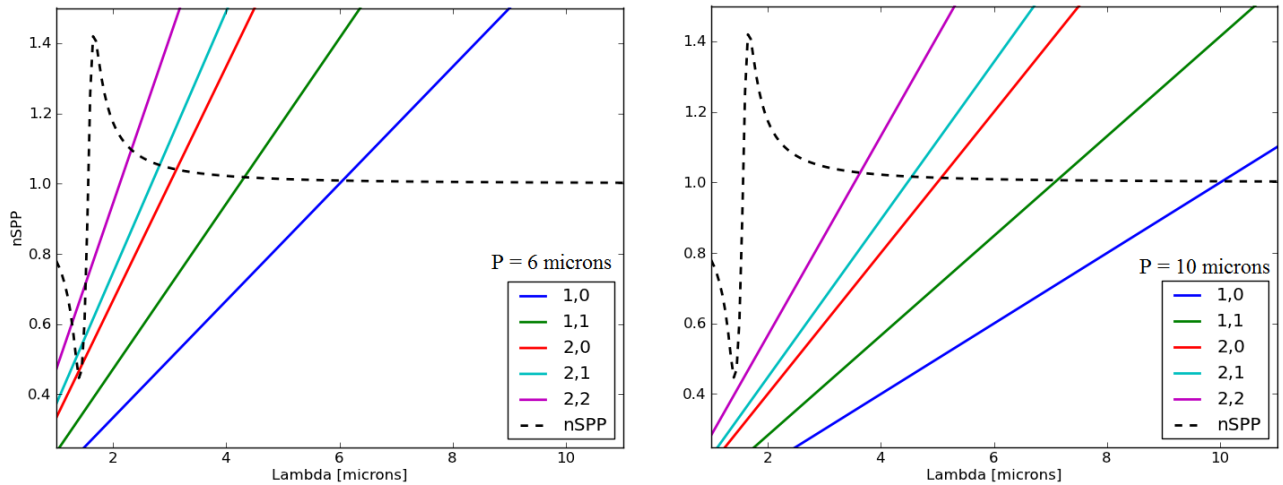 1.4
1.2
1.0
0.8
0.6
0.4
nSPP
P = 6 microns
1,0
1,1
2,0
2,1
2,2
nSPP
2 4 6 8 10
Lambda [microns]
1.4
1.2
1.0
0.8
0.6
0.4
P = 10 microns
1,0
1,1
2,0
2,1
2,2
nSPP
2 4 6 8 10
Lambda [microns]